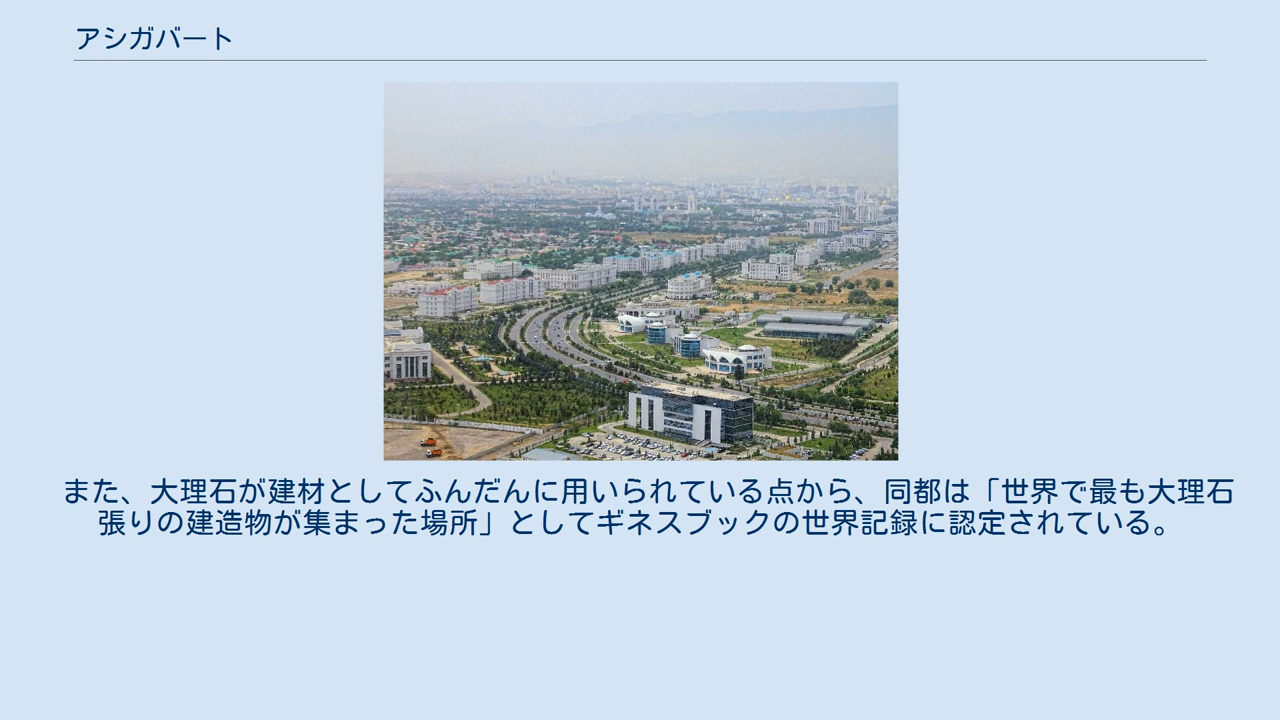 アシガバート
また、大理石が建材としてふんだんに用いられている点から、同都は「世界で最も大理石
張りの建造物が集まった場所」としてギネスブックの世界記録に認定されている。